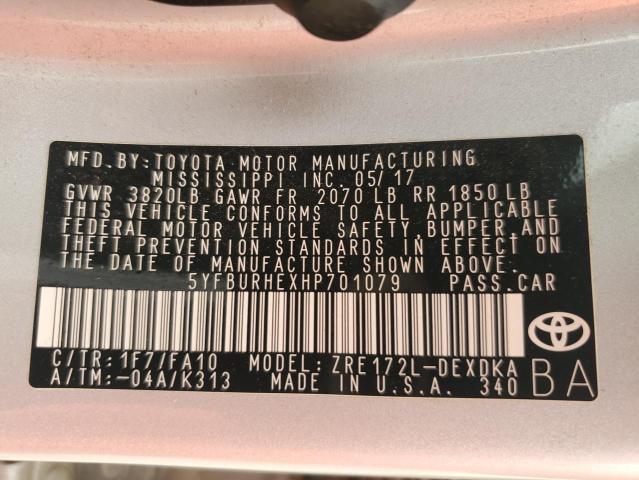 MFD. BY: TOYOTA MOTOR MANUFACTURING
MISSISSIPPI INC. 05/17
GVWR 3820LB GAWR FR 2070 LB RR 1850LB
THIS VEHICLE CONFORMS TO ALL APPLICABLE
FEDERAL MOTOR VEHICLE SAFETY, BUMPER, AND
THEFT PREVENTION STANDARDS IN EFFECT ON
THE DATE OF MANUFACTURE SHOWN ABOVE.
5YFBURHEXHP701079 PASS. CAR
C/TR: 1F7/FA10 MODEL: ZRE172L-DEXDKA
A/TM: -04A/K313 MADE IN U.S.A. 340
BA